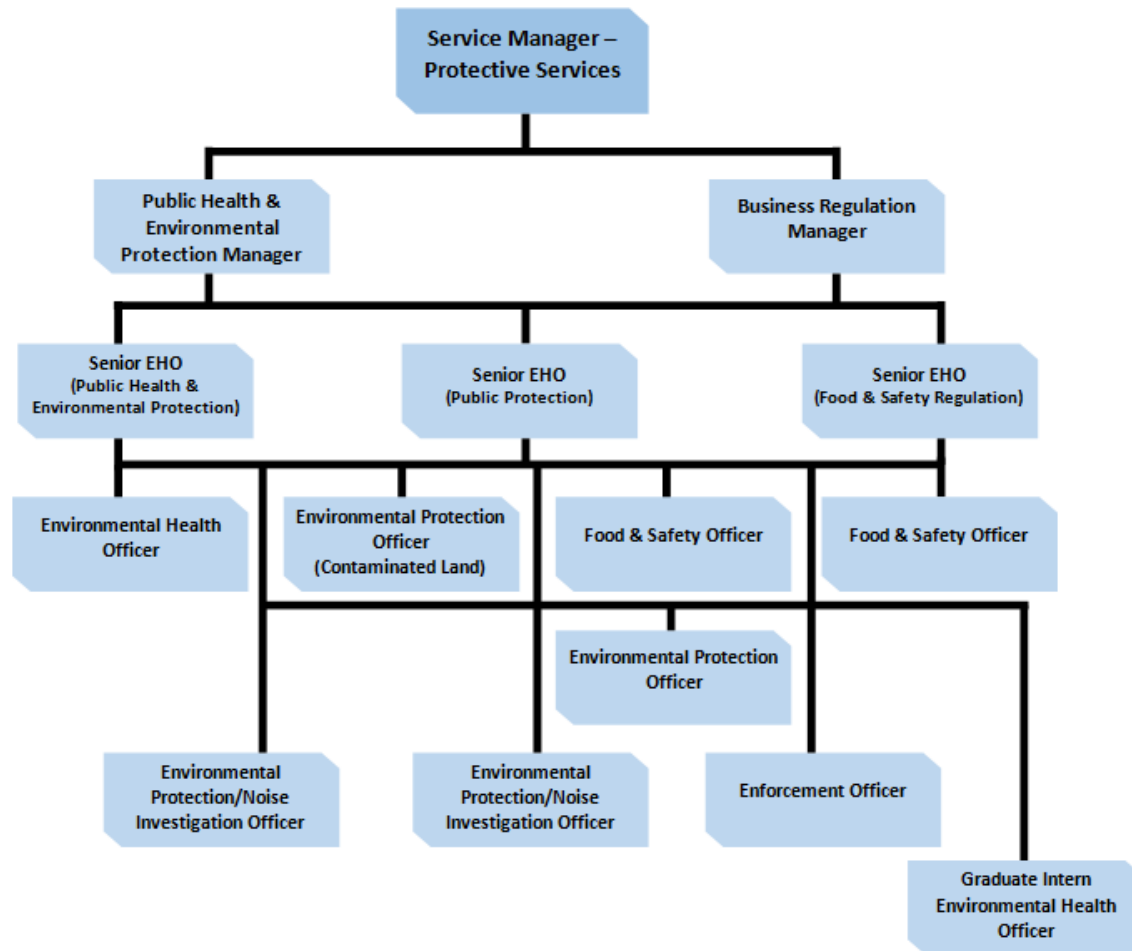 Service Manager –
Protective Services
Public Health &
Environmental
Protection Manager
Business Regulation
Manager
Senior EHO
(Public Health &
Environmental Protection)
Senior EHO
(Public Protection)
Senior EHO
(Food & Safety Regulation)
Environmental Health
Officer
Environmental Protection
Officer
(Contaminated Land)
Food & Safety Officer
Food & Safety Officer
Environmental Protection
Officer
Environmental
Protection/Noise
Investigation Officer
Environmental
Protection/Noise
Investigation Officer
Enforcement Officer
Graduate Intern
Environmental Health
Officer